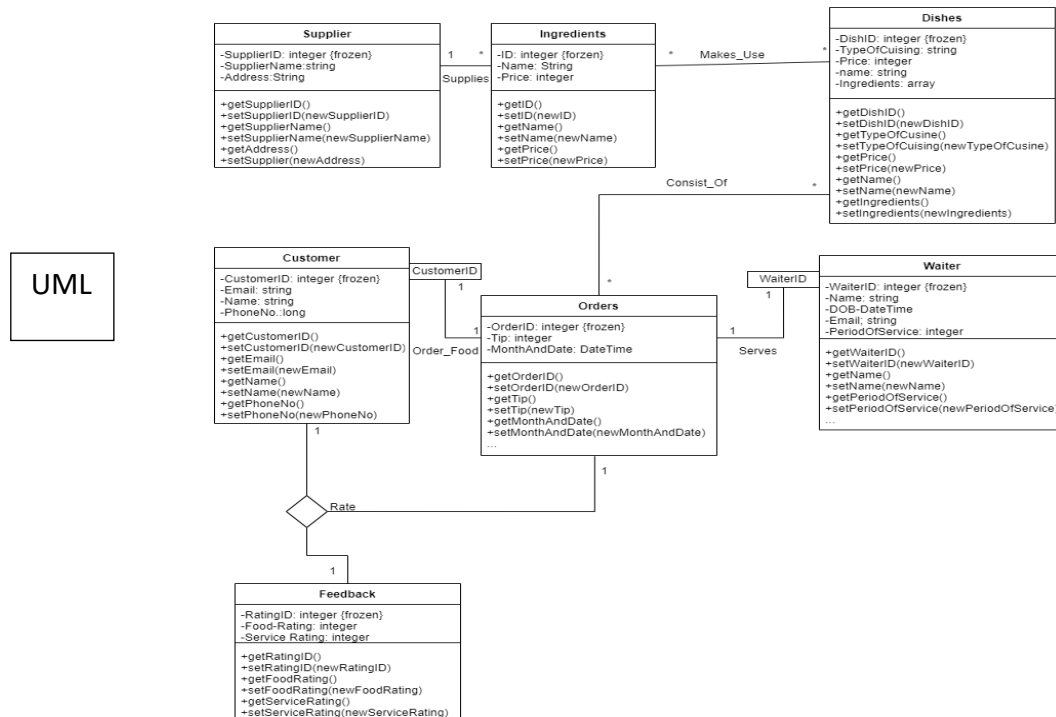 Supplier
-SupplierID: integer {frozen}
-SupplierName:string
-Address:String
+getSupplierID()
+setSupplierID(newSupplierID)
+getSupplierName()
+setSupplierName(newSupplierName)
+getAddress()
+setSupplier(newAddress)
1
*
Supplies
Ingredients
-ID: integer {forzen}
-Name: String
-Price: integer
+getID()
+setID(newID)
+getName()
+setName(newName)
+getPrice()
+setPrice(newPrice)
*
Makes_Use
*
Dishes
-DishID: integer {frozen}
-TypeOfCuising: string
-Price: integer
-name: string
-Ingredients: array
+getDishID()
+setDishID(newDishID)
+getTypeOfCusine()
+setTypeOfCuising(newTypeOfCusine)
+getPrice()
+setPrice(newPrice)
+getName()
+setName(newName)
+getIngredients()
+setIngredients(newIngredients)
Consist_Of
*
*
UML
Customer
-CustomerID: integer {frozen}
-Email: string
-Name: string
-PhoneNo.:long
+getCustomerID()
+setCustomerID(newCustomerID)
+getEmail()
+setEmail(newEmail)
+getName()
+setName(newName)
+getPhoneNo()
+setPhoneNo(newPhoneNo)
CustomerID
1
1
Order_Food
Orders
-OrderID: integer {frozen}
-Tip: integer
-MonthAndDate: DateTime
+getOrderID()
+setOrderID(newOrderID)
+getTip()
+setTip(newTip)
+getMonthAndDate()
+setMonthAndDate(newMonthAndDate)
...
WaiterID
1
1
Serves
Waiter
-WaiterID: integer {frozen}
-Name: string
-DOB-DateTime
-Email; string
-PeriodOfService: integer
+getWaiterID()
+setWaiterID(newWaiterID)
+getName()
+setName(newName)
+getPeriodOfService()
+setPeriodOfService(newPeriodOfService)
...
1
1
Rate
1
Feedback
-RatingID: integer {frozen}
-Food-Rating: integer
-Service Rating: integer
+getRatingID()
+setRatingID(newRatingID)
+getFoodRating()
+setFoodRating(newFoodRating)
+getServiceRating()
+setServiceRating(newServiceRating)